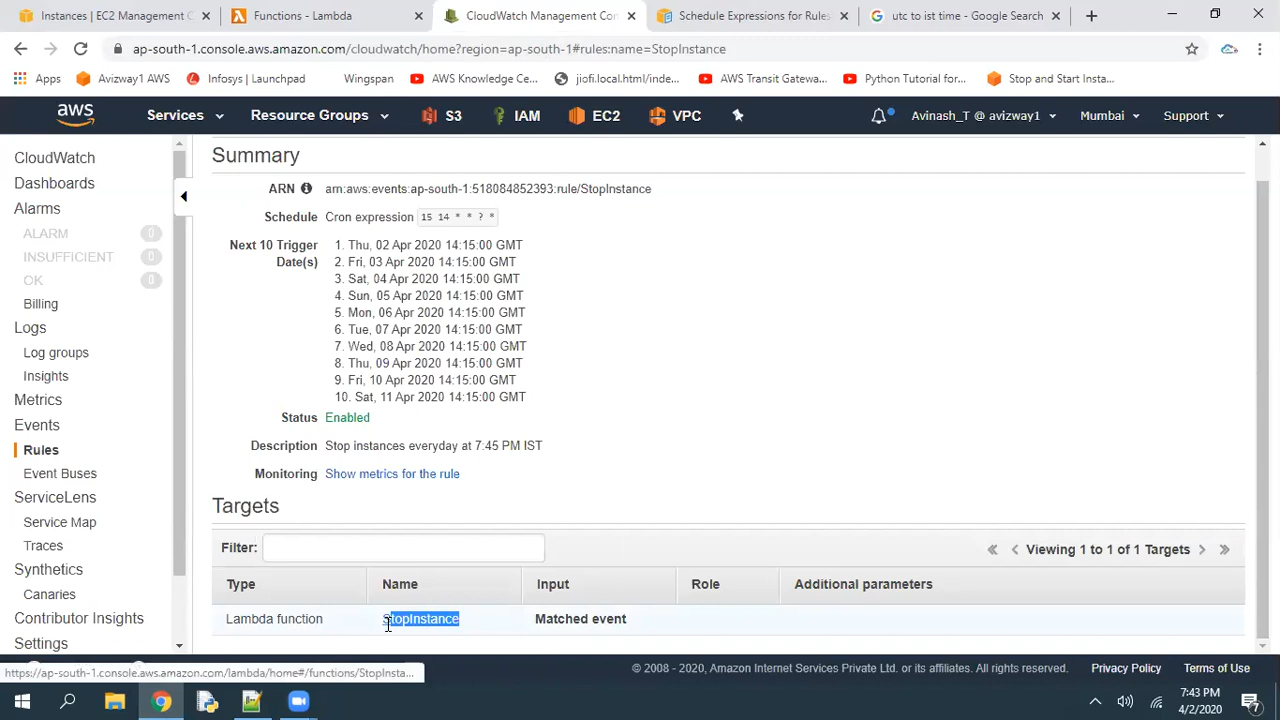 Instances | EC2 Management C
Functions - Lambda
CloudWatch Management Con
Schedule Expressions for Rules
utc to ist time - Google Search
ap-south-1.console.aws.amazon.com/cloudwatch/home?region=ap-south-1#rules:name=StopInstance
Apps
Avizway1 AWS
Infosys | Launchpad
Wingspan
AWS Knowledge Ce...
jiofi.local.html/inde...
AWS Transit Gatewa...
Python Tutorial for...
Stop and Start Insta...
aws
Services
Resource Groups
S3
IAM
EC2
VPC
Avinash_T @ avizway1
Mumbai
Support
CloudWatch
Dashboards
Alarms
ALARM 0
INSUFFICIENT 0
OK 0
Billing
Logs
Log groups
Insights
Metrics
Events
Rules
Event Buses
ServiceLens
Service Map
Traces
Synthetics
Canaries
Contributor Insights
Settings
Summary
ARN arn:aws:events:ap-south-1:518084852393:rule/StopInstance
Schedule Cron expression 15 14 * * ? *
Next 10 Trigger Date(s)
1. Thu, 02 Apr 2020 14:15:00 GMT
2. Fri, 03 Apr 2020 14:15:00 GMT
3. Sat, 04 Apr 2020 14:15:00 GMT
4. Sun, 05 Apr 2020 14:15:00 GMT
5. Mon, 06 Apr 2020 14:15:00 GMT
6. Tue, 07 Apr 2020 14:15:00 GMT
7. Wed, 08 Apr 2020 14:15:00 GMT
8. Thu, 09 Apr 2020 14:15:00 GMT
9. Fri, 10 Apr 2020 14:15:00 GMT
10. Sat, 11 Apr 2020 14:15:00 GMT
Status Enabled
Description Stop instances everyday at 7:45 PM IST
Monitoring Show metrics for the rule
Targets
Filter:
« ‹ Viewing 1 to 1 of 1 Targets › »
Type Name Input Role Additional parameters
Lambda function StopInstance Matched event
https://ap-south-1.console.aws.amazon.com/lambda/home#/functions/StopInsta...
© 2008 - 2020, Amazon Internet Services Private Ltd. or its affiliates. All rights reserved.
Privacy Policy
Terms of Use
7:43 PM
4/2/2020
7